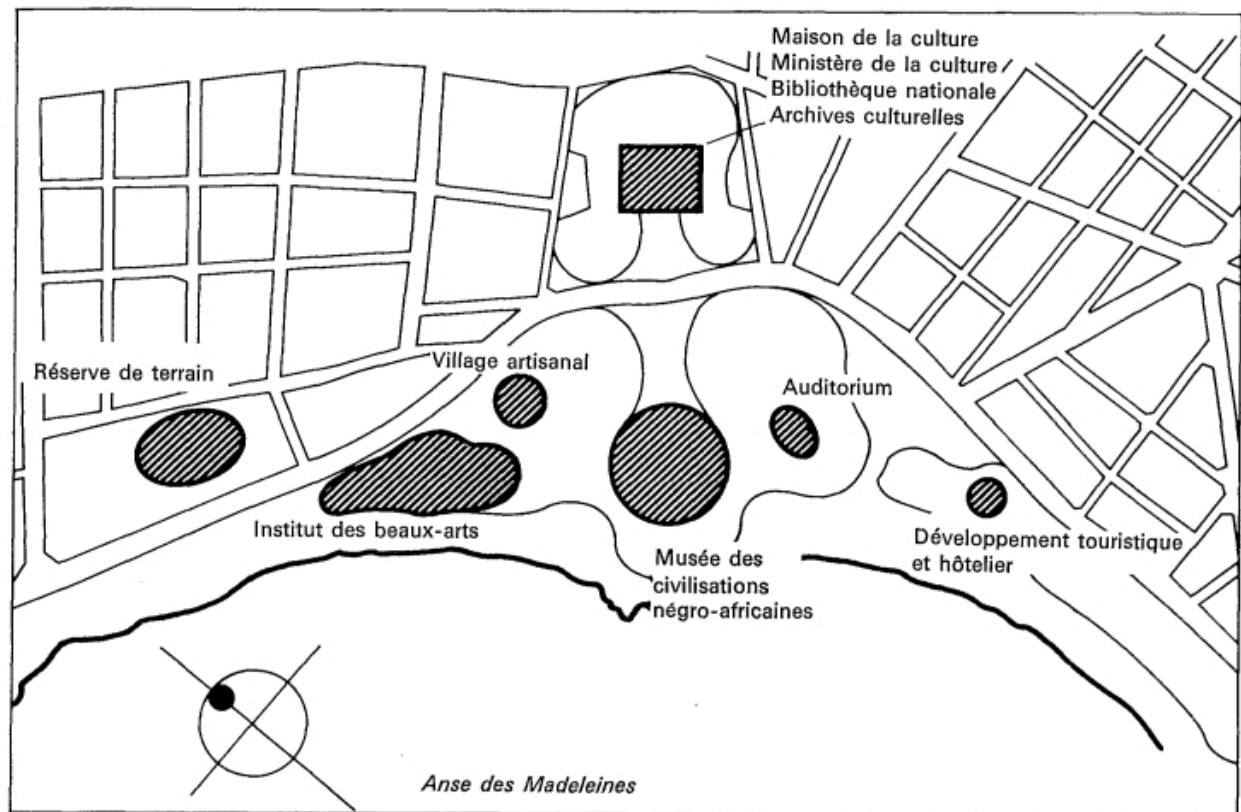 Maison de la culture
Ministère de la culture
Bibliothèque nationale
Archives culturelles
Réserve de terrain
Village artisanal
Auditorium
Institut des beaux-arts
Musée des
civilisations
négro-africaines
Développement touristique
et hôtelier
Anse des Madeleines